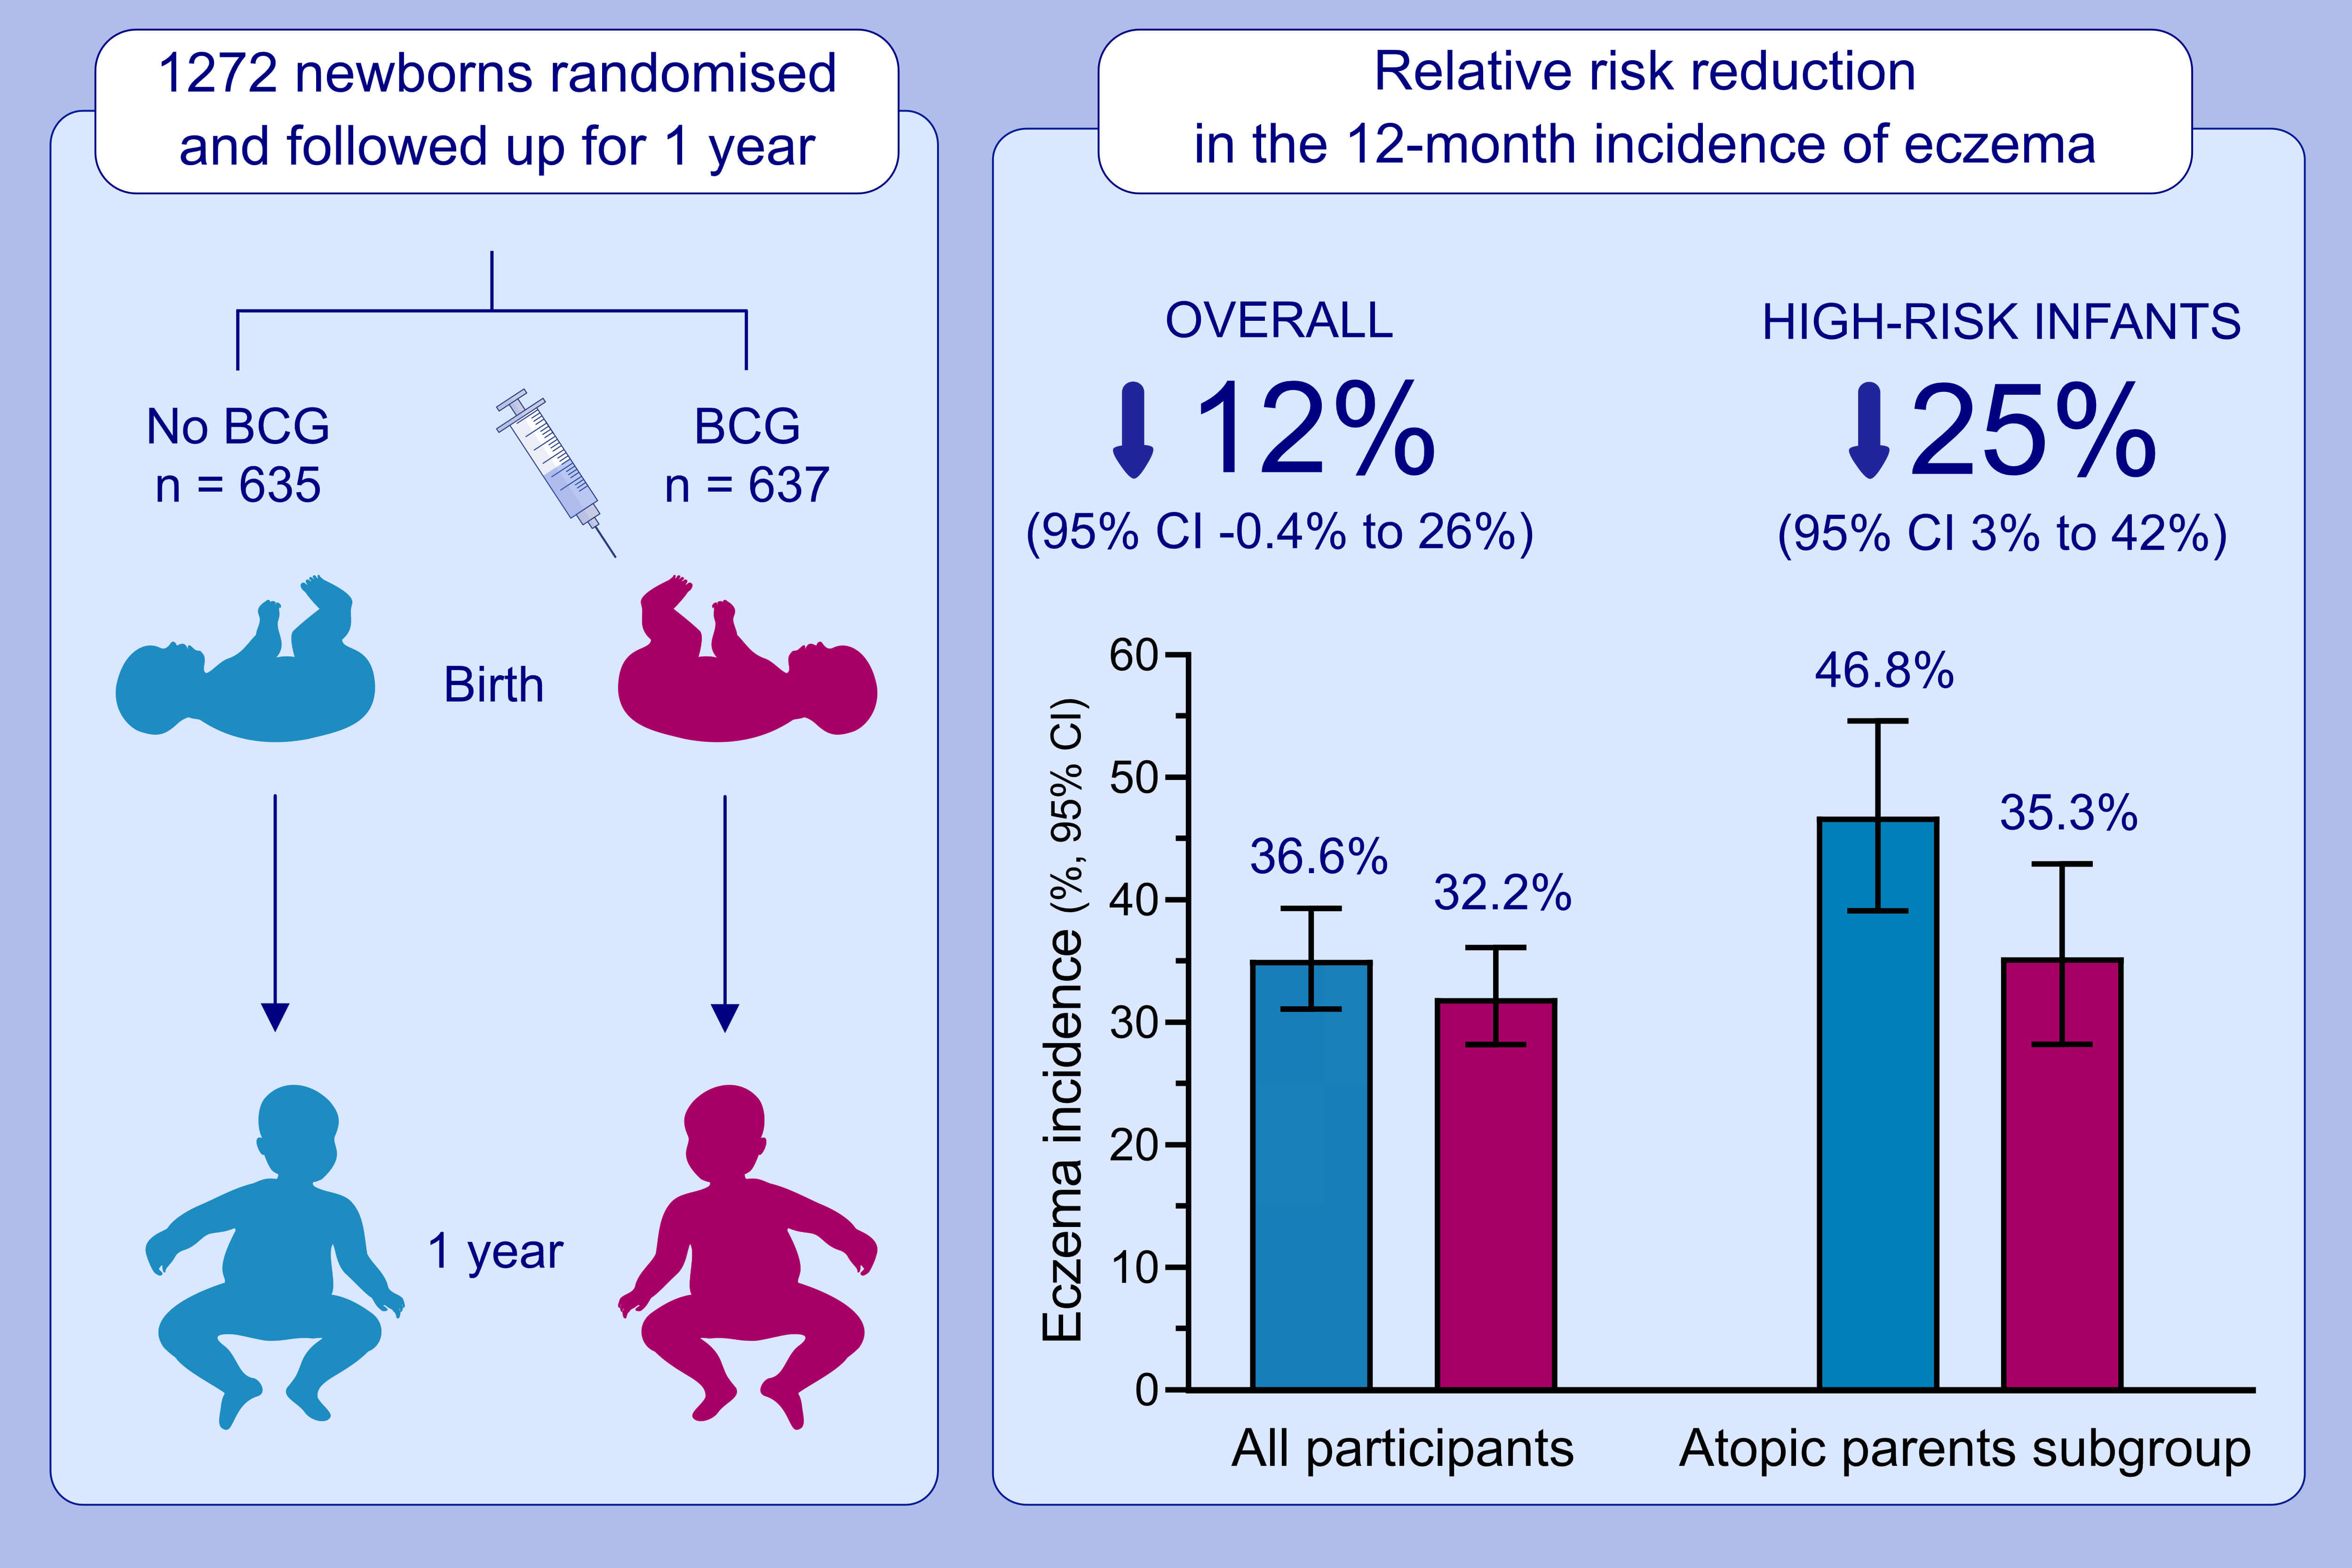 1272 newborns randomised
and followed up for 1 year
No BCG
n = 635
BCG
n = 637
Birth
1 year
Relative risk reduction
in the 12-month incidence of eczema
OVERALL
12%
(95% CI -0.4% to 26%)
HIGH-RISK INFANTS
25%
(95% CI 3% to 42%)
Eczema incidence (%, 95% CI)
60
50
40
30
20
10
0
36.6%
32.2%
46.8%
35.3%
All participants
Atopic parents subgroup